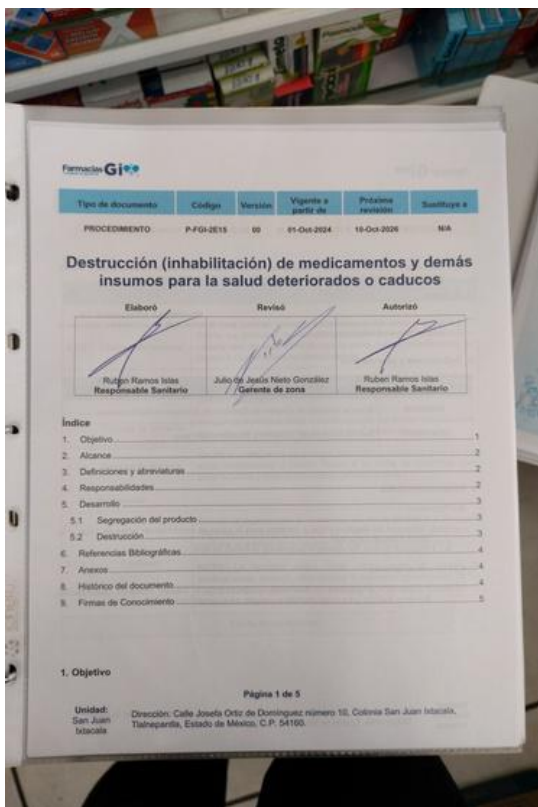 Farmacias Gi
Tipo de documento Código Versión Vigente a partir de Próxima revisión Sustituye a
PROCEDIMIENTO P-FGI-2E15 00 01-Oct-2024 10-Oct-2026 N/A
Destrucción (inhabilitación) de medicamentos y demás
insumos para la salud deteriorados o caducos
Elaboró Revisó Autorizó
Ruben Ramos Islas Julio de Jesús Nieto González Ruben Ramos Islas
Responsable Sanitario Gerente de zona Responsable Sanitario
Índice
1. Objetivo 1
2. Alcance 2
3. Definiciones y abreviaturas 2
4. Responsabilidades 2
5. Desarrollo 3
5.1 Segregación del producto 3
5.2 Destrucción 3
6. Referencias Bibliográficas 4
7. Anexos 4
8. Histórico del documento 4
9. Firmas de Conocimiento 5
1. Objetivo
Página 1 de 5
Unidad:
San Juan
Ixtacala
Dirección: Calle Josefa Ortiz de Domínguez número 10, Colonia San Juan Ixtacala,
Tlalnepantla, Estado de México, C.P. 54160.